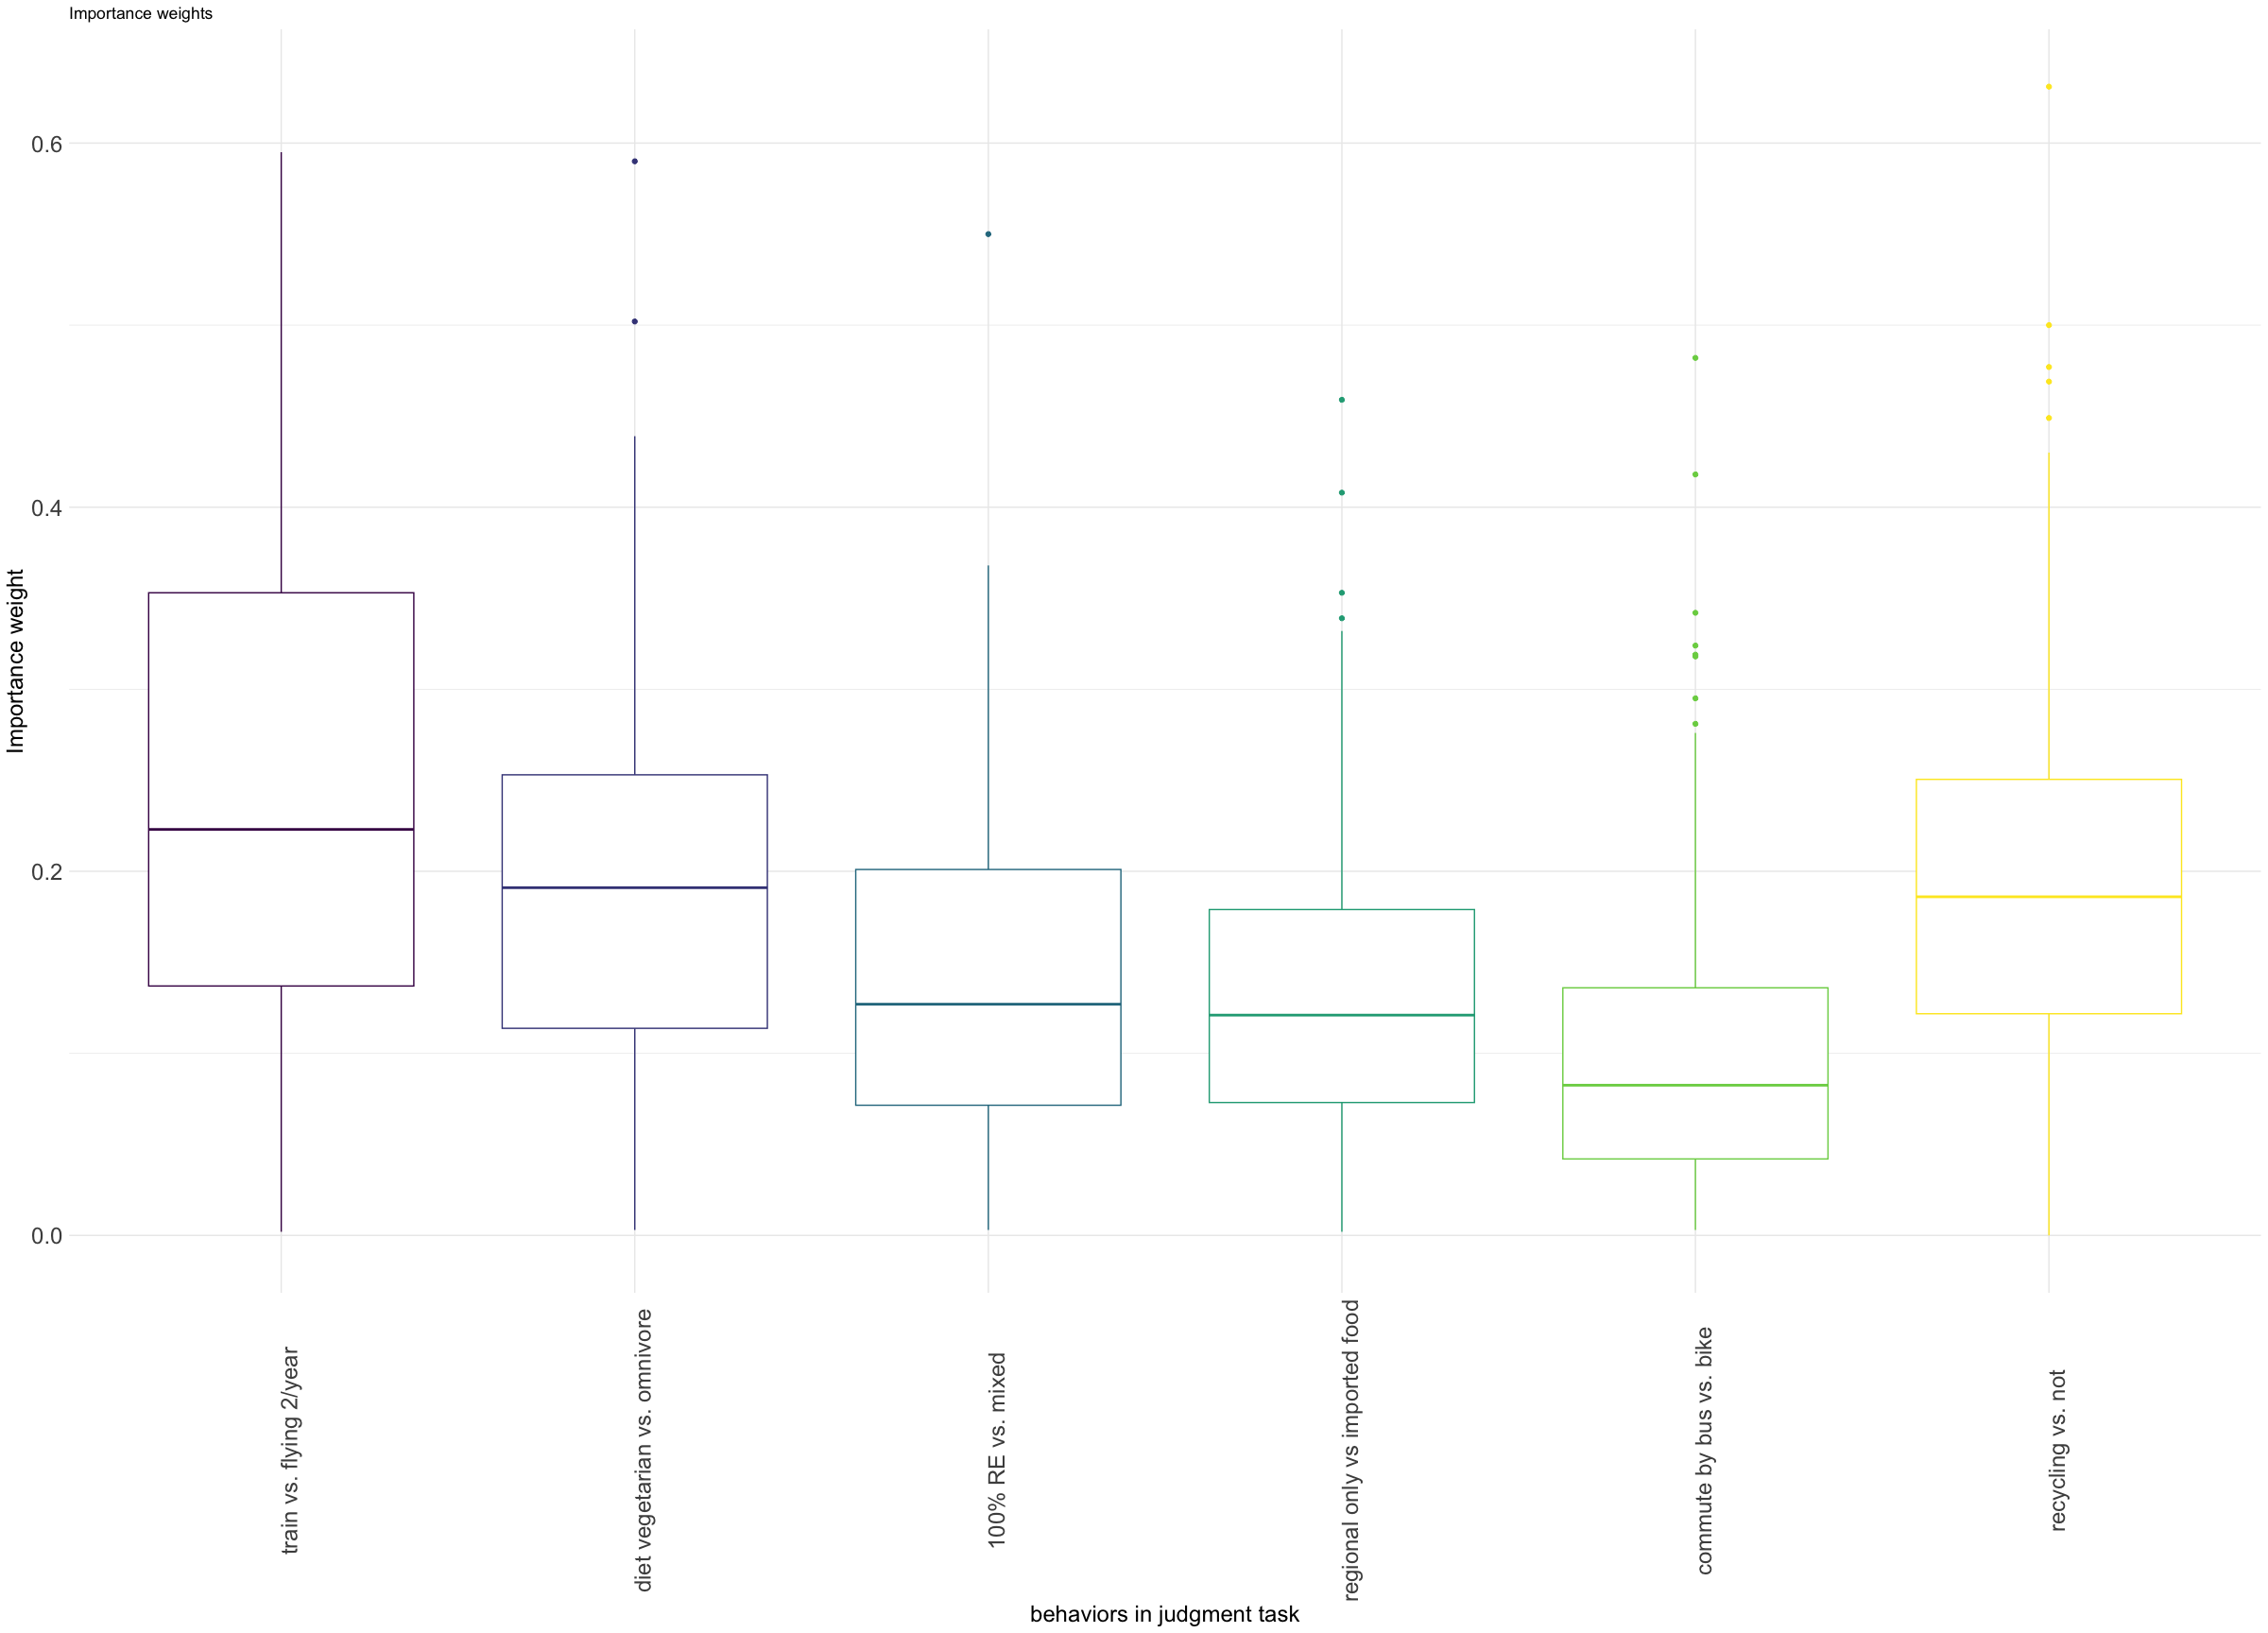 Importance weights
Importance weight
0.6
0.4
0.2
0.0
train vs. flying 2/year
diet vegetarian vs. omnivore
100% RE vs. mixed
regional only vs imported food
commute by bus vs. bike
recycling vs. not
behaviors in judgment task